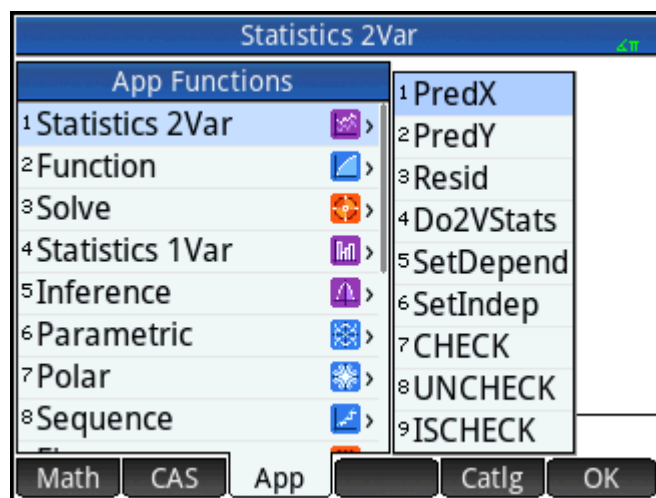 Statistics 2Var
∡π
App Functions
1 Statistics 2Var
2 Function
3 Solve
4 Statistics 1Var
5 Inference
6 Parametric
7 Polar
8 Sequence
1 PredX
2 PredY
3 Resid
4 Do2VStats
5 SetDepend
6 SetIndep
7 CHECK
8 UNCHECK
9 ISCHECK
Math CAS App Catlg OK